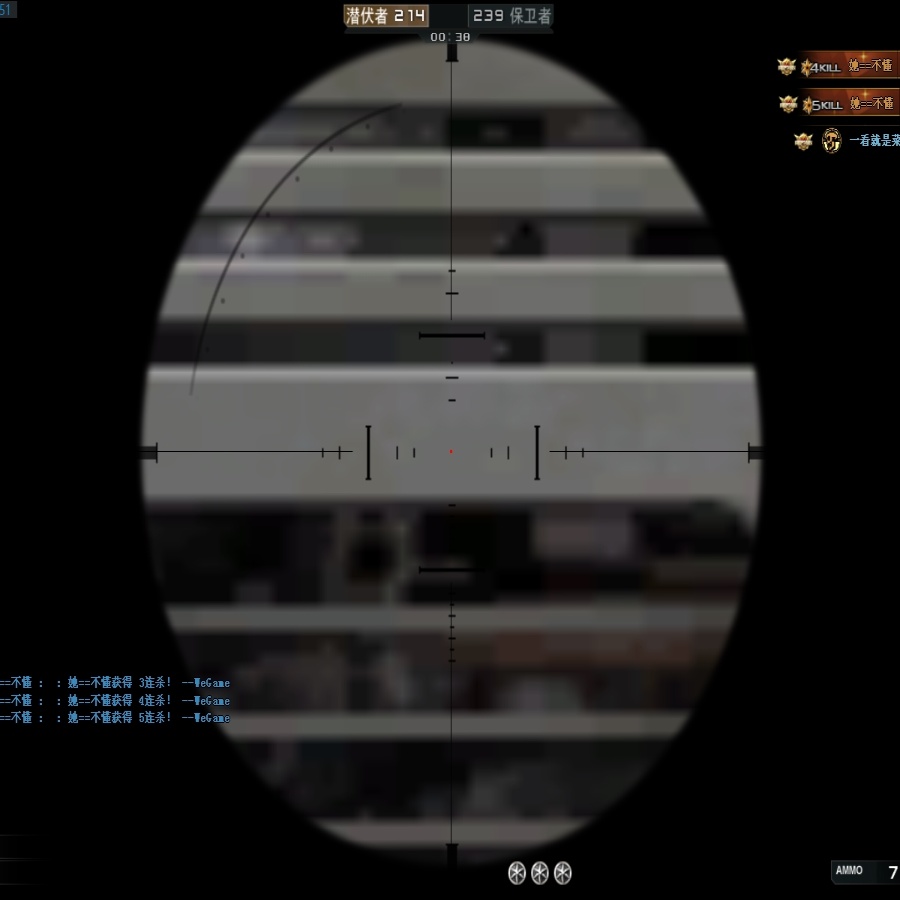 51
潜伏者 214
239 保卫者
00:30
4KILL 她==不懂
5KILL 她==不懂
一看就是菜
==不懂 : : 她==不懂获得 3连杀! --WeGame
==不懂 : : 她==不懂获得 4连杀! --WeGame
==不懂 : : 她==不懂获得 5连杀! --WeGame
AMMO 7